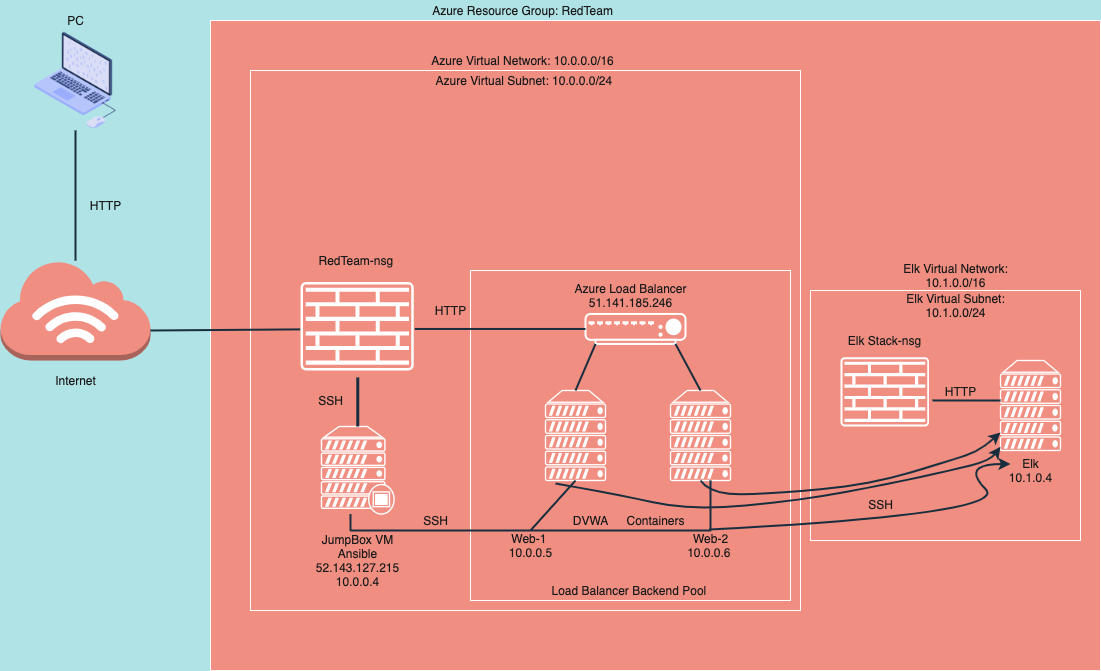 Azure Resource Group: RedTeam
PC
Azure Virtual Network: 10.0.0.0/16
Azure Virtual Subnet: 10.0.0.0/24
HTTP
RedTeam-nsg
Elk Virtual Network:
10.1.0.0/16
Elk Virtual Subnet:
10.1.0.0/24
Azure Load Balancer
51.141.185.246
HTTP
Elk Stack-nsg
Internet
SSH
HTTP
Elk
10.1.0.4
SSH
SSH
DVWA Containers
JumpBox VM
Ansible
52.143.127.215
10.0.0.4
Web-1
10.0.0.5
Web-2
10.0.0.6
Load Balancer Backend Pool